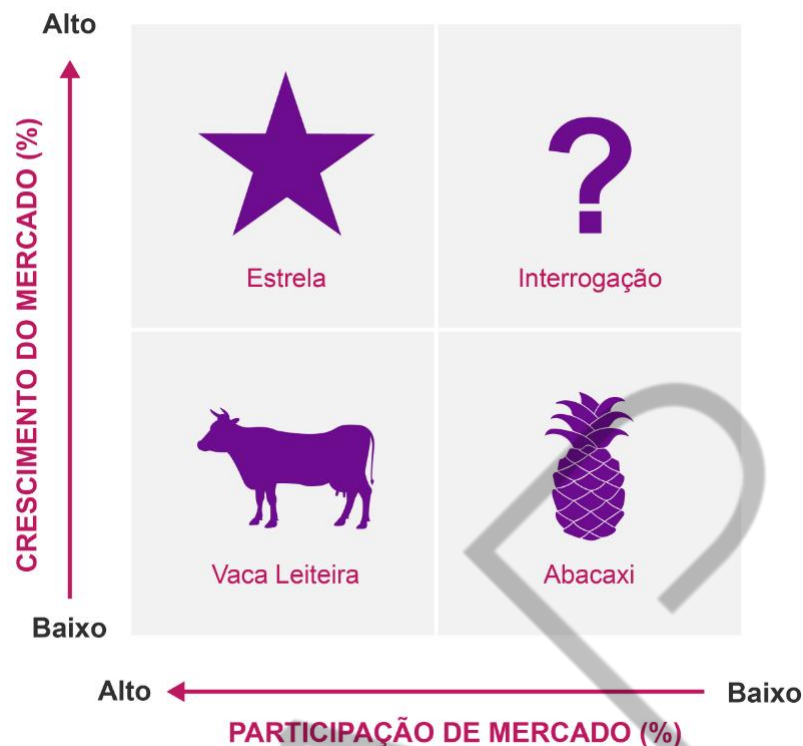 Alto
CRESCIMENTO DO MERCADO (%)
?
Estrela
Interrogação
Vaca Leiteira
Abacaxi
Baixo
Alto
Baixo
PARTICIPAÇÃO DE MERCADO (%)